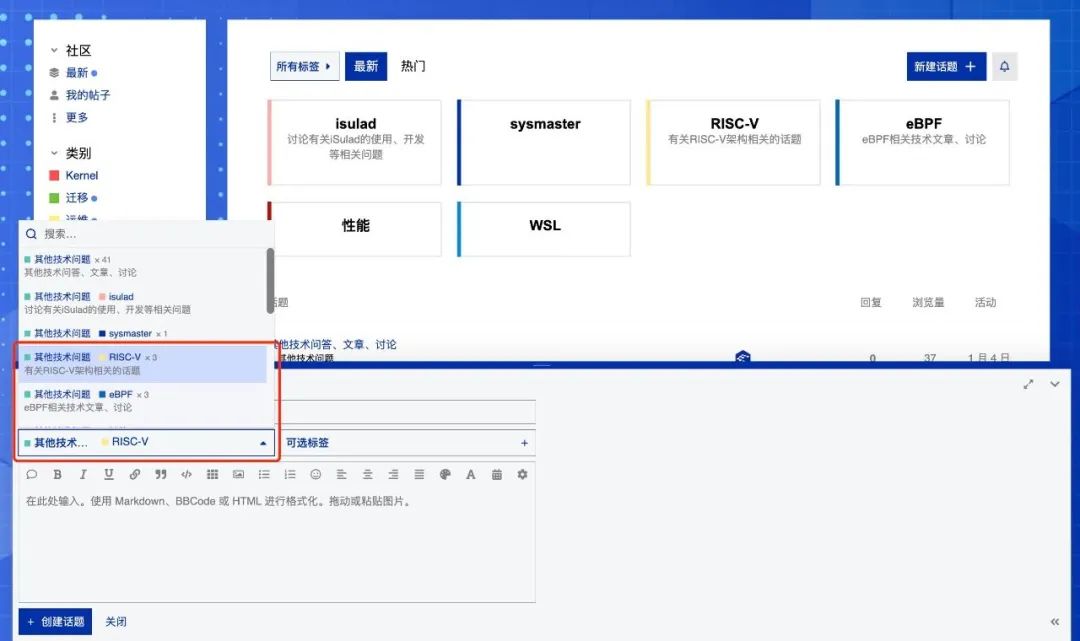 社区
最新
我的帖子
更多
类别
Kernel
迁移
运维
所有标签
最新
热门
新建话题 +
isulad
讨论有关iSulad的使用、开发
等相关问题
sysmaster
RISC-V
有关RISC-V架构相关的话题
eBPF
eBPF相关技术文章、讨论
性能
WSL
话题
回复
浏览量
活动
其他技术问答、文章、讨论
其他技术问题
0
37
1 月 4 日
搜索...
其他技术问题 × 41
其他技术问答、文章、讨论
其他技术问题 isulad
讨论有关iSulad的使用、开发等相关问题
其他技术问题 sysmaster × 1
其他技术问题 RISC-V × 3
有关RISC-V架构相关的话题
其他技术问题 eBPF × 3
eBPF相关技术文章、讨论
其他技术... RISC-V
可选标签 +
在此处输入。使用 Markdown、BBCode 或 HTML 进行格式化。拖动或粘贴图片。
+ 创建话题
关闭